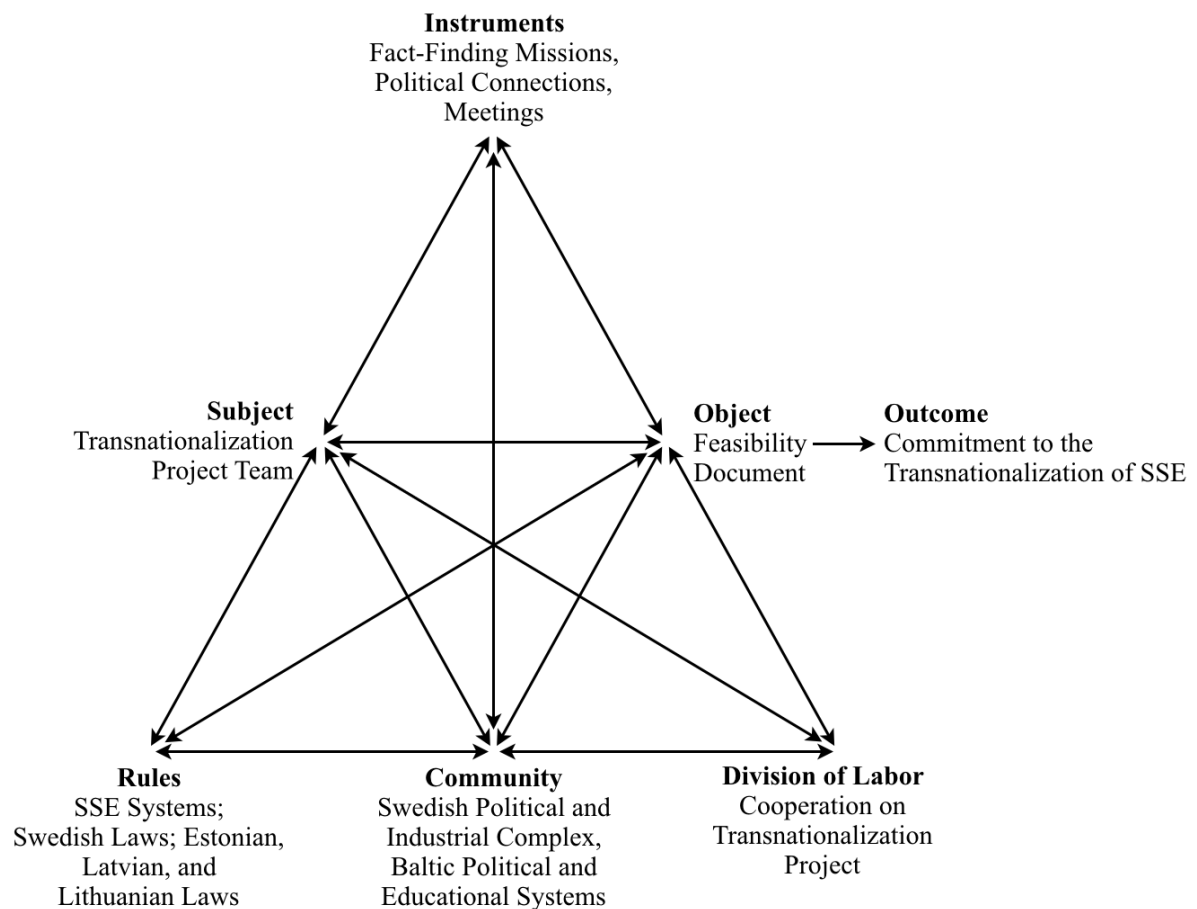 Instruments
Fact-Finding Missions,
Political Connections,
Meetings
Subject
Transnationalization
Project Team
Object
Feasibility
Document
Outcome
Commitment to the
Transnationalization of SSE
Rules
SSE Systems;
Swedish Laws; Estonian,
Latvian, and
Lithuanian Laws
Community
Swedish Political and
Industrial Complex,
Baltic Political and
Educational Systems
Division of Labor
Cooperation on
Transnationalization
Project